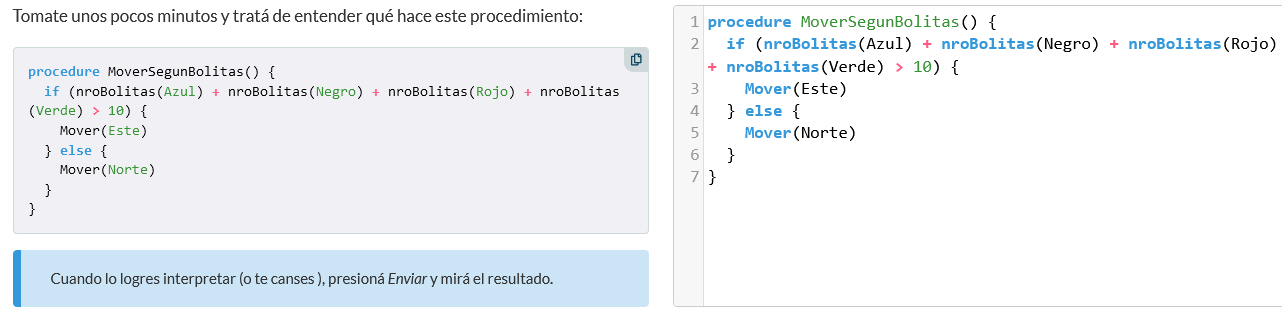 Tomate unos pocos minutos y tratá de entender qué hace este procedimiento:
procedure MoverSegunBolitas() {
  if (nroBolitas(Azul) + nroBolitas(Negro) + nroBolitas(Rojo) + nroBolitas
(Verde) > 10) {
    Mover(Este)
  } else {
    Mover(Norte)
  }
}
Cuando lo logres interpretar (o te canses ), presioná Enviar y mirá el resultado.
1 procedure MoverSegunBolitas() {
2   if (nroBolitas(Azul) + nroBolitas(Negro) + nroBolitas(Rojo)
+ nroBolitas(Verde) > 10) {
3     Mover(Este)
4   } else {
5     Mover(Norte)
6   }
7 }